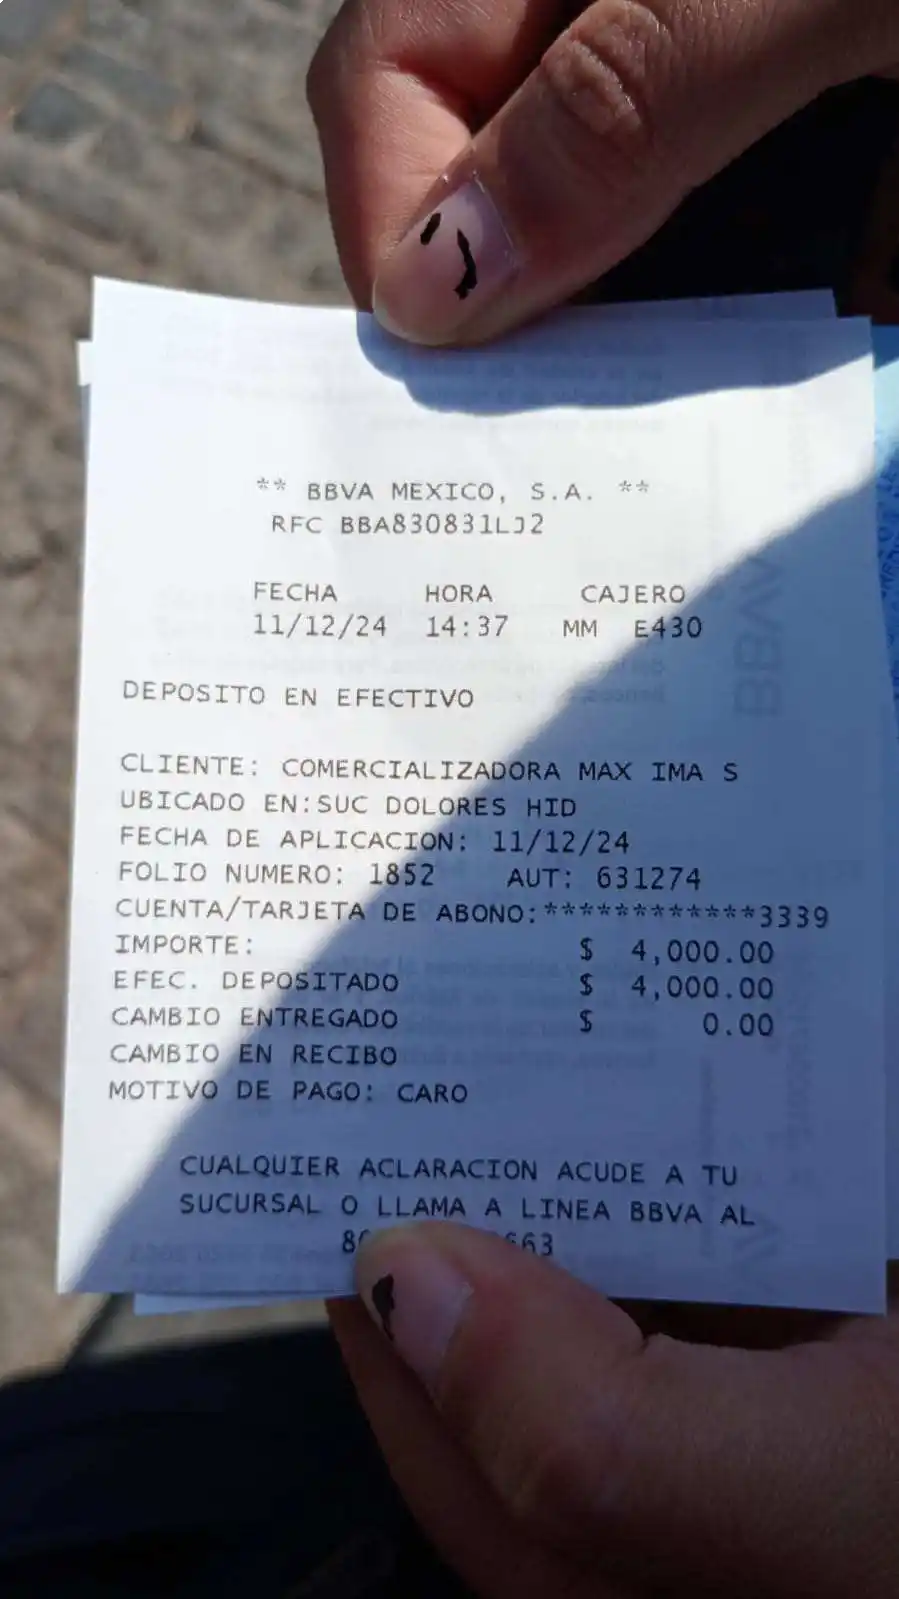 ** BBVA MEXICO, S.A. **
RFC BBA830831LJ2
FECHA HORA CAJERO
11/12/24 14:37 MM E430
DEPOSITO EN EFECTIVO
CLIENTE: COMERCIALIZADORA MAX IMA S
UBICADO EN:SUC DOLORES HID
FECHA DE APLICACION: 11/12/24
FOLIO NUMERO: 1852 AUT: 631274
CUENTA/TARJETA DE ABONO:************3339
IMPORTE: $ 4,000.00
EFEC. DEPOSITADO $ 4,000.00
CAMBIO ENTREGADO $ 0.00
CAMBIO EN RECIBO
MOTIVO DE PAGO: CARO
CUALQUIER ACLARACION ACUDE A TU
SUCURSAL O LLAMA A LINEA BBVA AL
BBVA